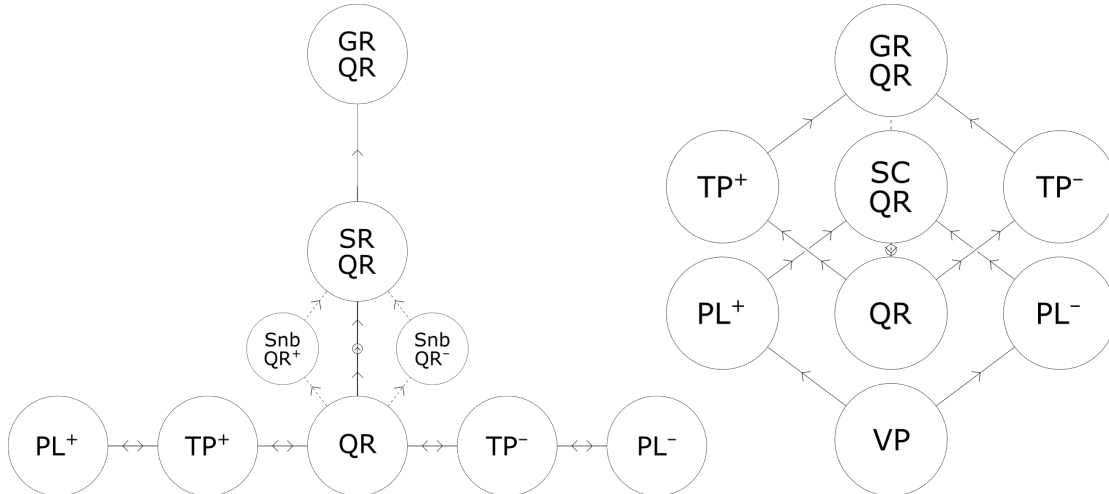 GR
QR
SR
QR
Snb
QR⁺
Snb
QR⁻
PL⁺
TP⁺
QR
TP⁻
PL⁻
GR
QR
TP⁺
SC
QR
TP⁻
PL⁺
QR
PL⁻
VP